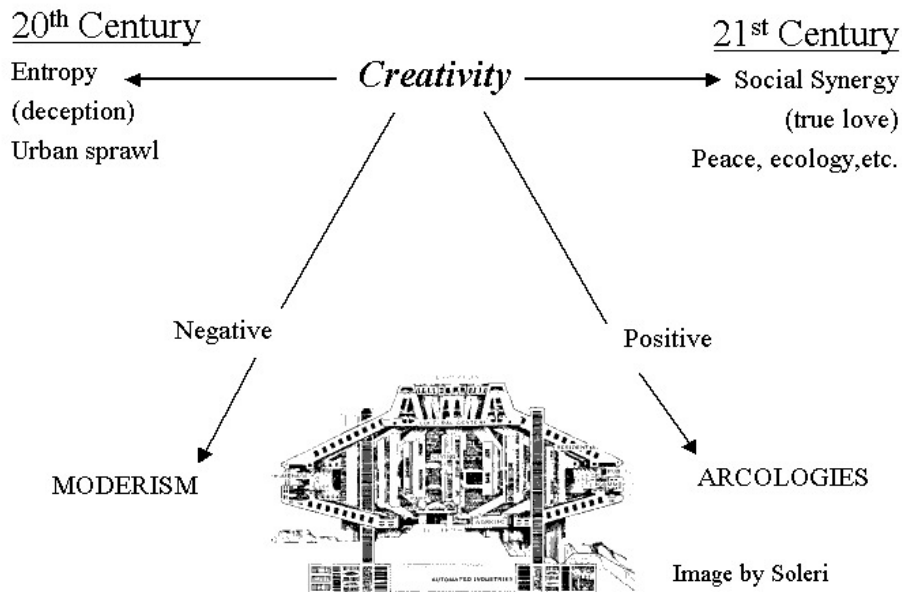 20th Century
Entropy
(deception)
Urban sprawl
Creativity
21st Century
Social Synergy
(true love)
Peace, ecology,etc.
Negative
Positive
MODERISM
ARCOLOGIES
AUTOMATED INDUSTRIES
Image by Soleri